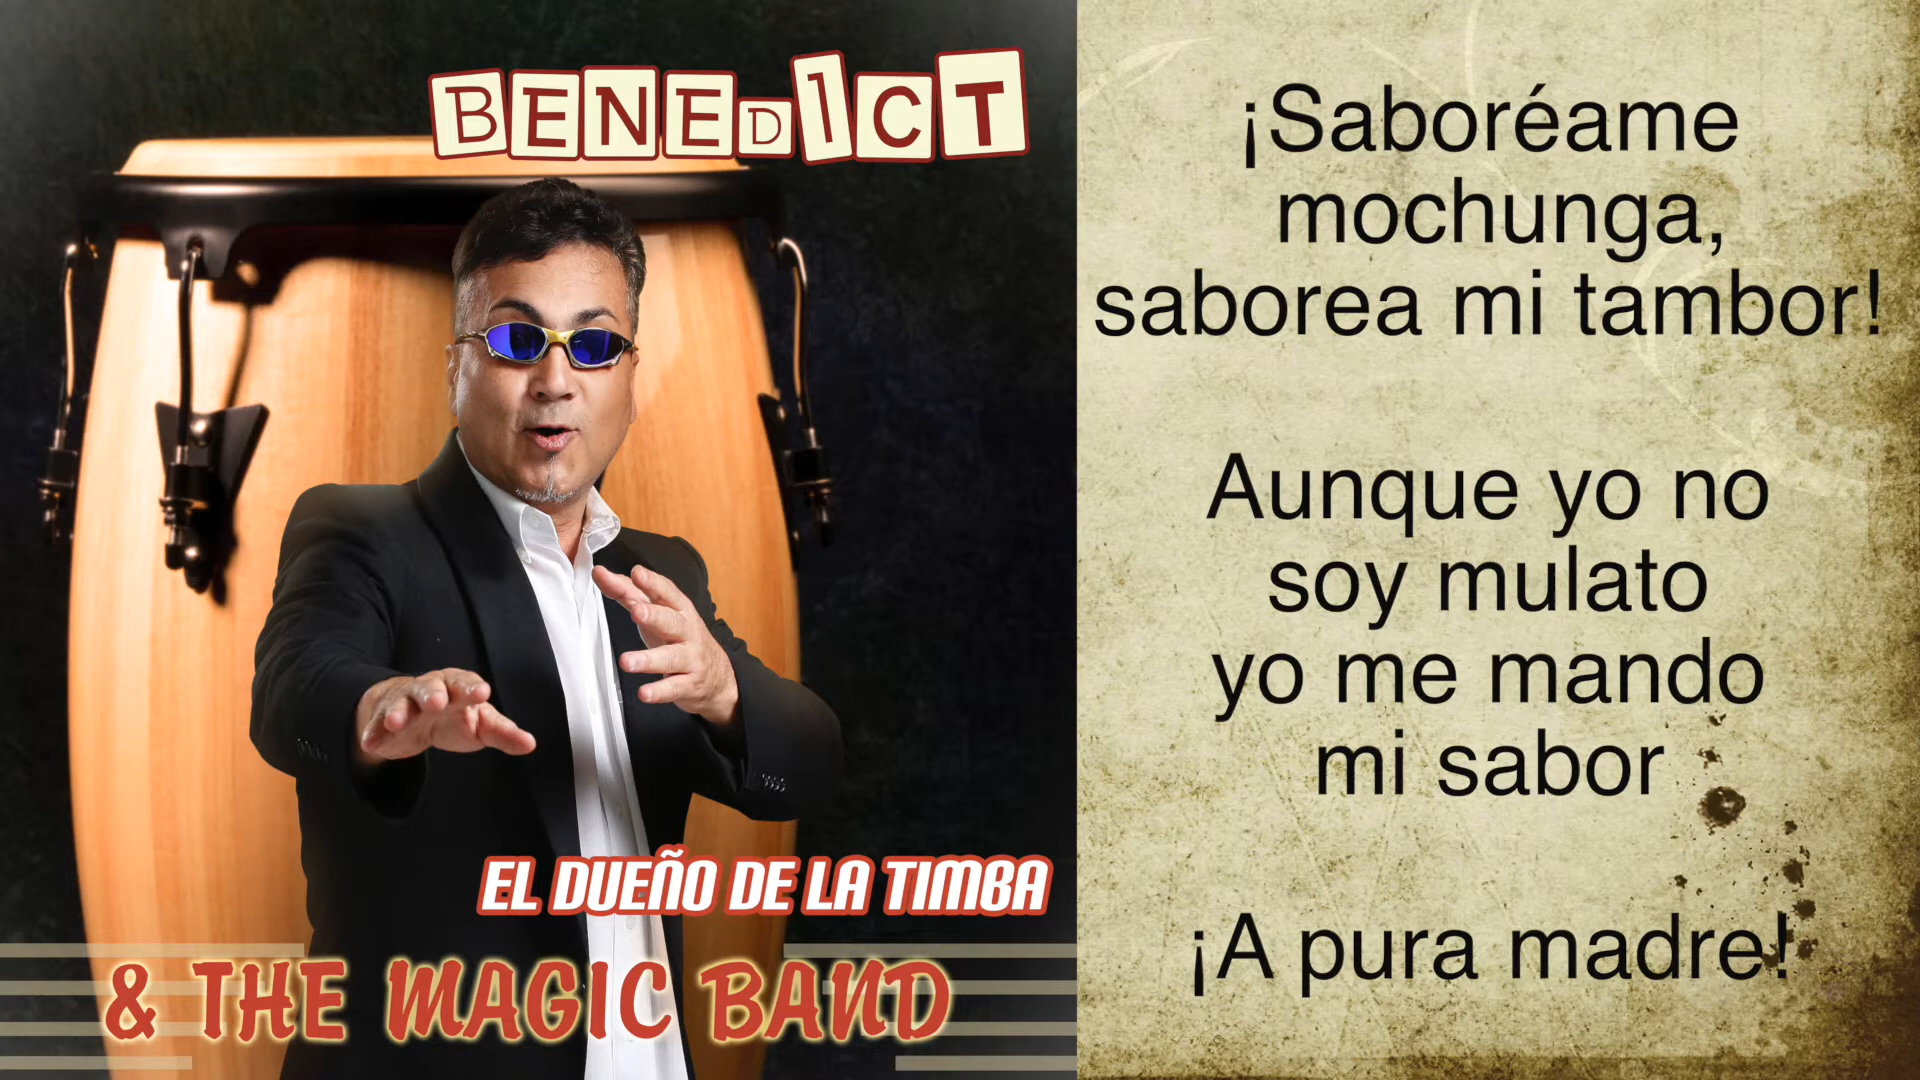 BENEDICT
EL DUEÑO DE LA TIMBA
& THE MAGIC BAND
¡Saboréame
mochunga,
saborea mi tambor!
Aunque yo no
soy mulato
yo me mando
mi sabor
¡A pura madre!